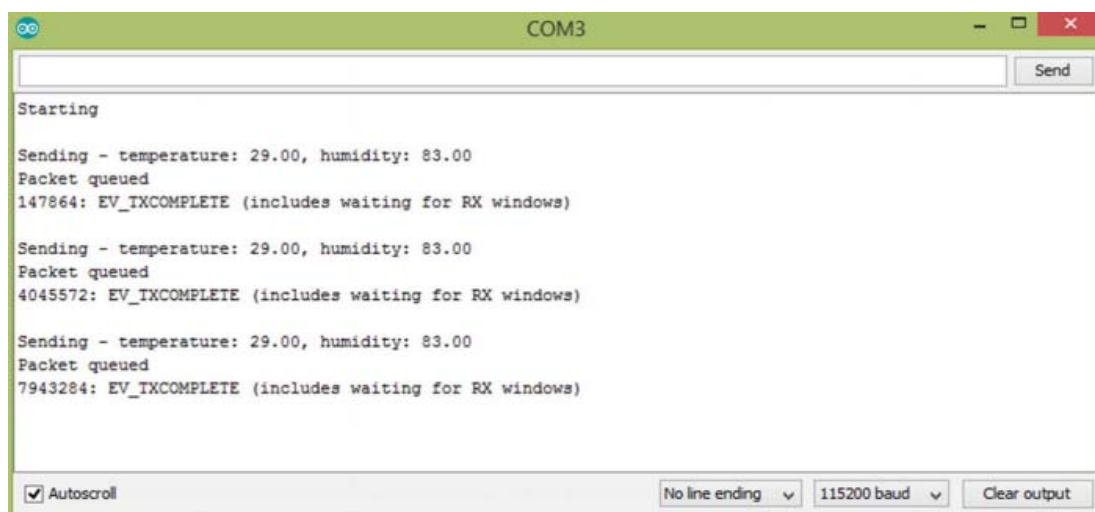 COM3
Send
Starting
Sending - temperature: 29.00, humidity: 83.00
Packet queued
147864: EV_TXCOMPLETE (includes waiting for RX windows)
Sending - temperature: 29.00, humidity: 83.00
Packet queued
4045572: EV_TXCOMPLETE (includes waiting for RX windows)
Sending - temperature: 29.00, humidity: 83.00
Packet queued
7943284: EV_TXCOMPLETE (includes waiting for RX windows)
Autoscroll
No line ending
115200 baud
Clear output